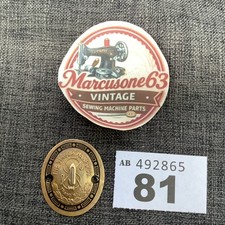 Marcusone63
VINTAGE
SEWING MACHINE PARTS
AB 492865
81